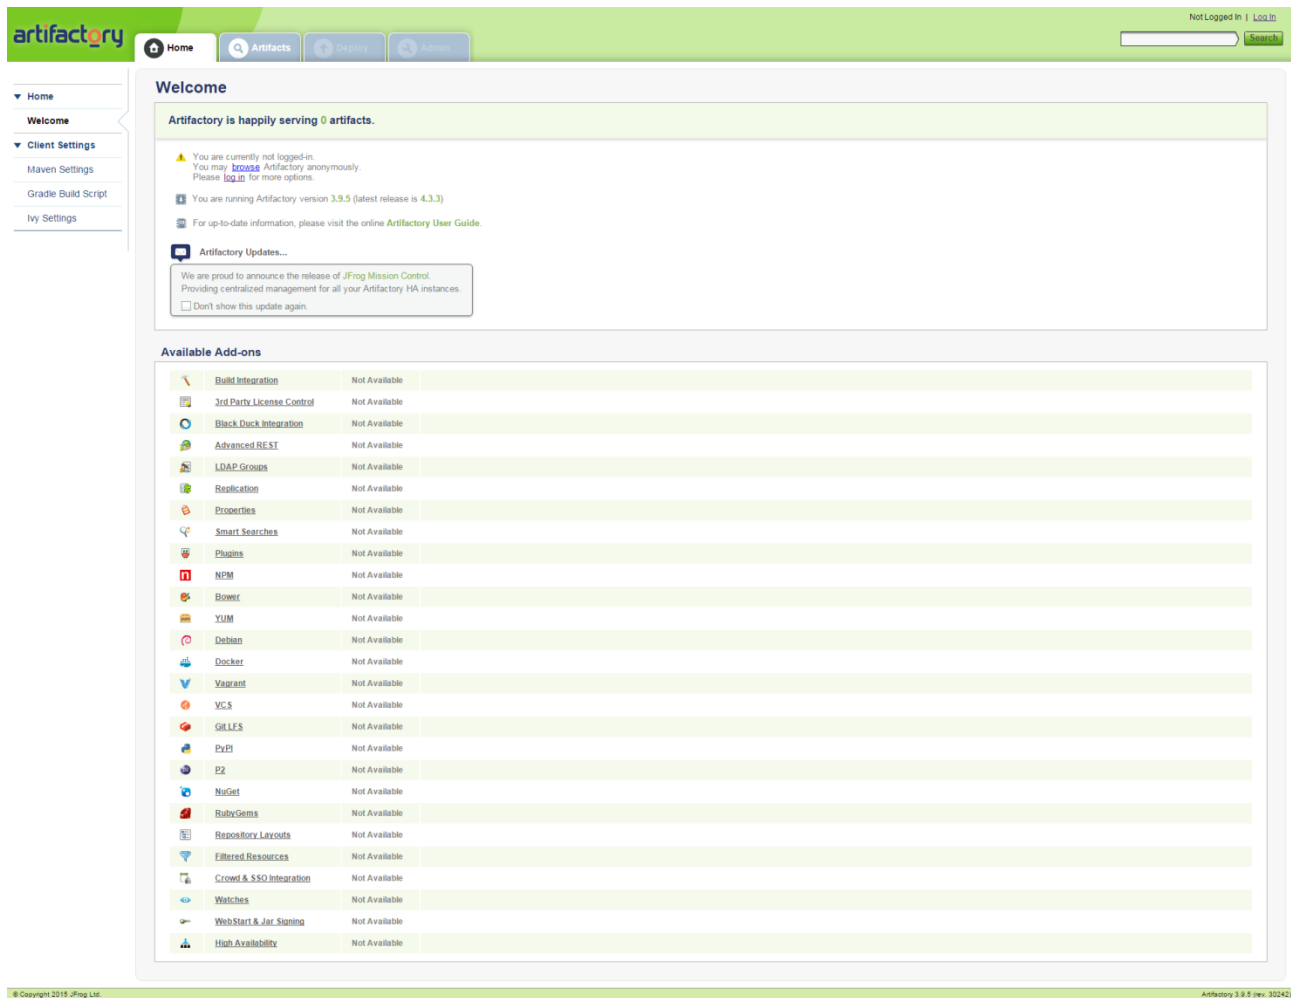 Not Logged In | Log In
artifactory
Home
Artifacts
Deploy
Admin
Search
Home
Welcome
Client Settings
Maven Settings
Gradle Build Script
Ivy Settings
Welcome
Artifactory is happily serving 0 artifacts.
You are currently not logged-in.
You may browse Artifactory anonymously.
Please log in for more options.
You are running Artifactory version 3.9.5 (latest release is 4.3.3)
For up-to-date information, please visit the online Artifactory User Guide.
Artifactory Updates...
We are proud to announce the release of JFrog Mission Control.
Providing centralized management for all your Artifactory HA instances.
Don't show this update again.
Available Add-ons
Build Integration Not Available
3rd Party License Control Not Available
Black Duck Integration Not Available
Advanced REST Not Available
LDAP Groups Not Available
Replication Not Available
Properties Not Available
Smart Searches Not Available
Plugins Not Available
NPM Not Available
Bower Not Available
YUM Not Available
Debian Not Available
Docker Not Available
Vagrant Not Available
VCS Not Available
Git LFS Not Available
PyPI Not Available
P2 Not Available
NuGet Not Available
RubyGems Not Available
Repository Layouts Not Available
Filtered Resources Not Available
Crowd & SSO Integration Not Available
Watches Not Available
WebStart & Jar Signing Not Available
High Availability Not Available
© Copyright 2015 JFrog Ltd.
Artifactory 3.9.5 (rev. 30242)